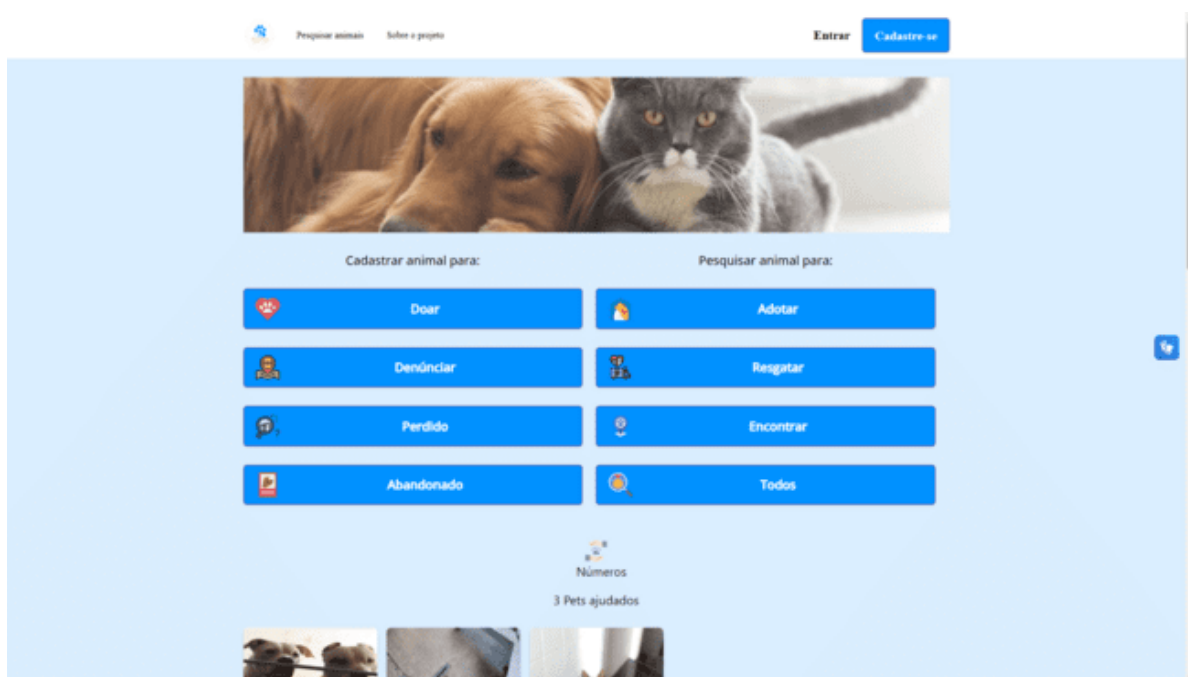 Pesquisar animais Sobre o projeto Entrar Cadastre-se
Cadastrar animal para: Pesquisar animal para:
Doar Adotar
Denúnciar Resgatar
Perdido Encontrar
Abandonado Todos
Números
3 Pets ajudados